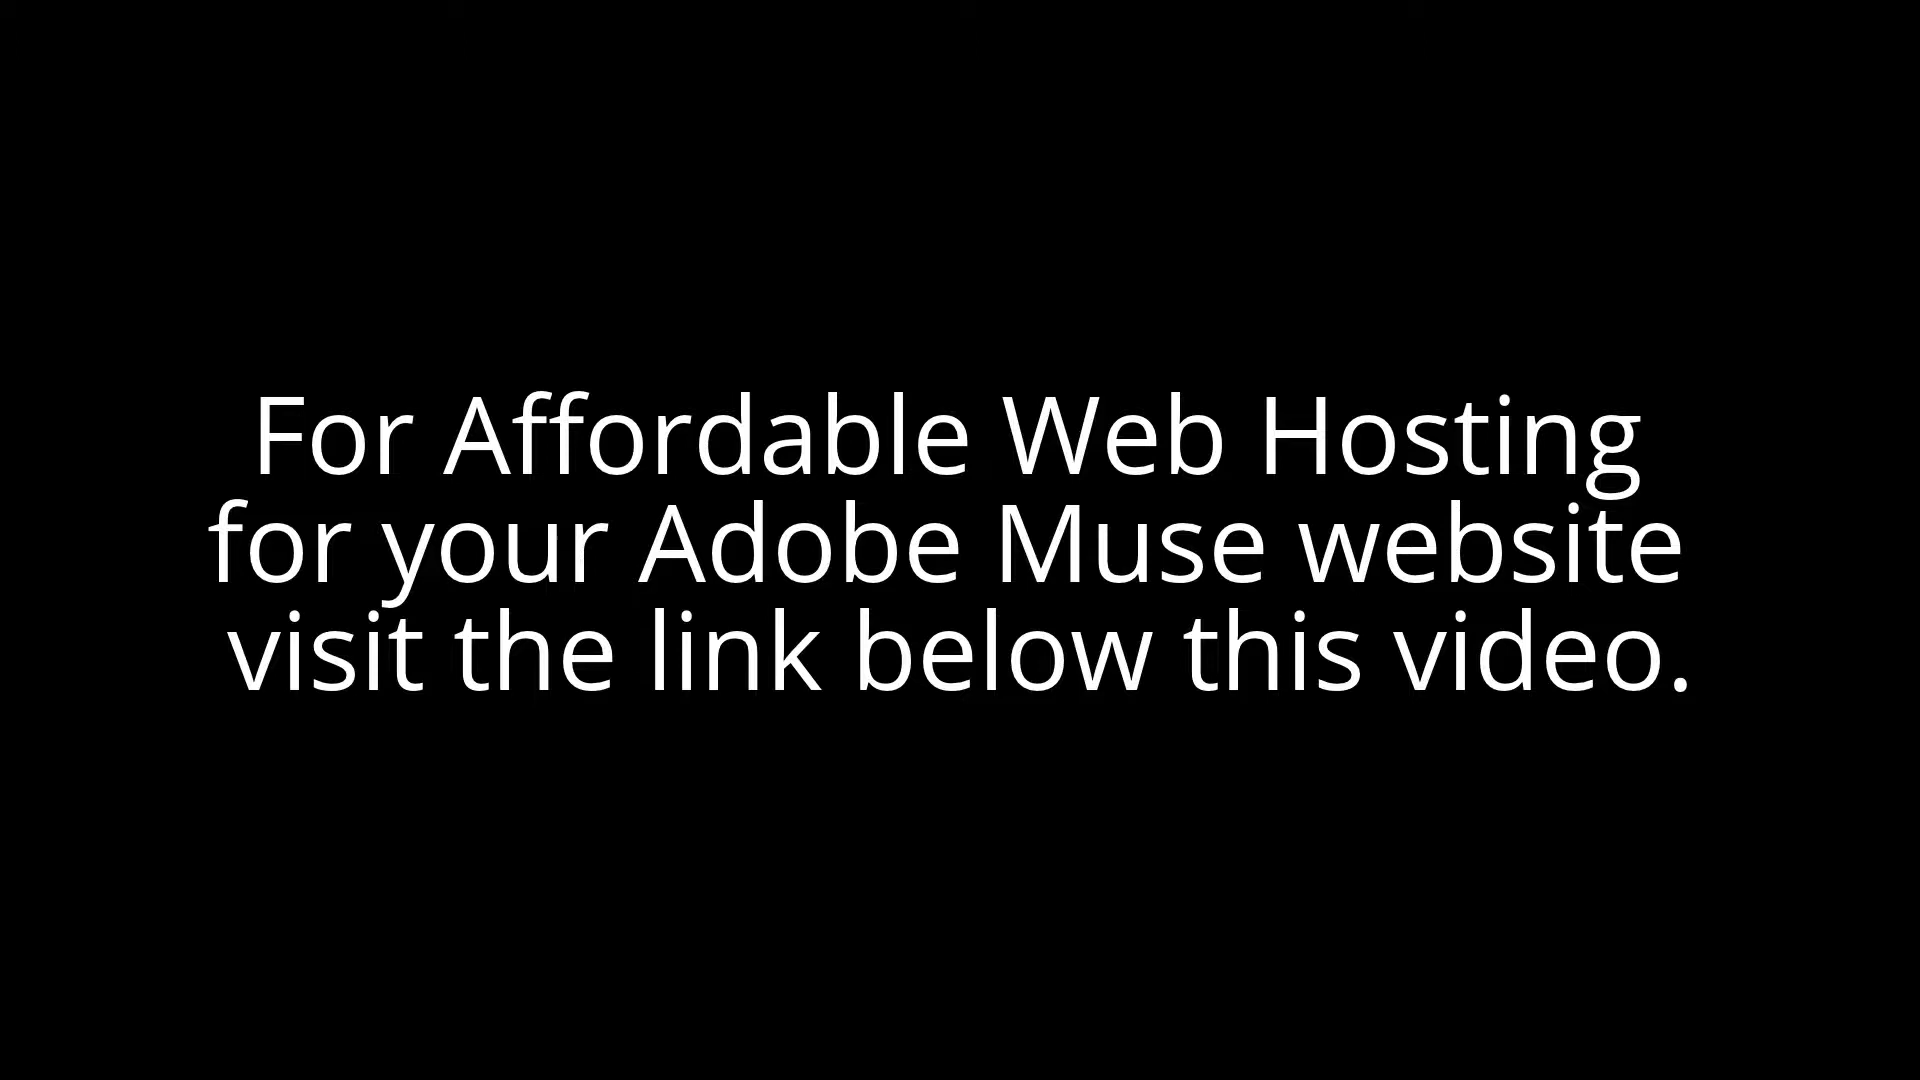 For Affordable Web Hosting
for your Adobe Muse website
visit the link below this video.